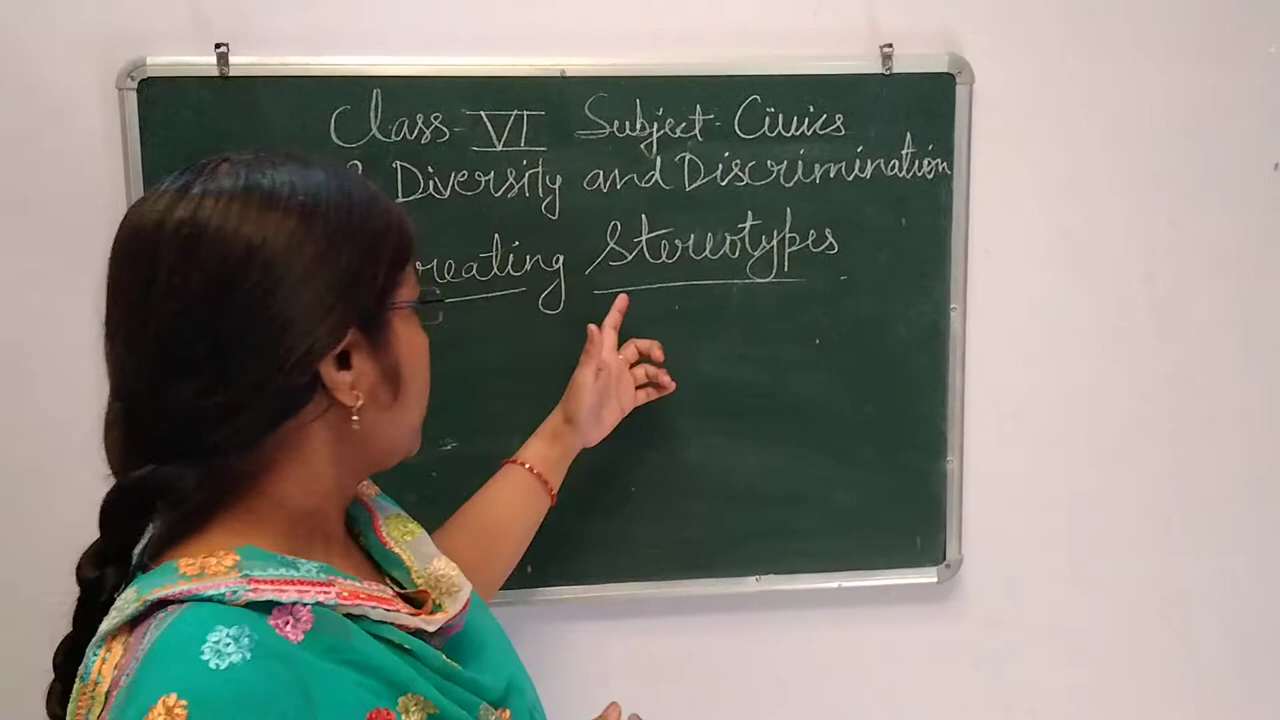 Class-VI Subject-Civics
Diversity and Discrimination
reating Stereotypes